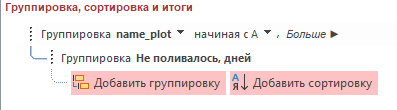 Группировка, сортировка и итоги
Группировка name_plot ▼ начиная с А ▼ , Больше ►
Группировка Не поливалось, дней
Добавить группировку А Я Добавить сортировку